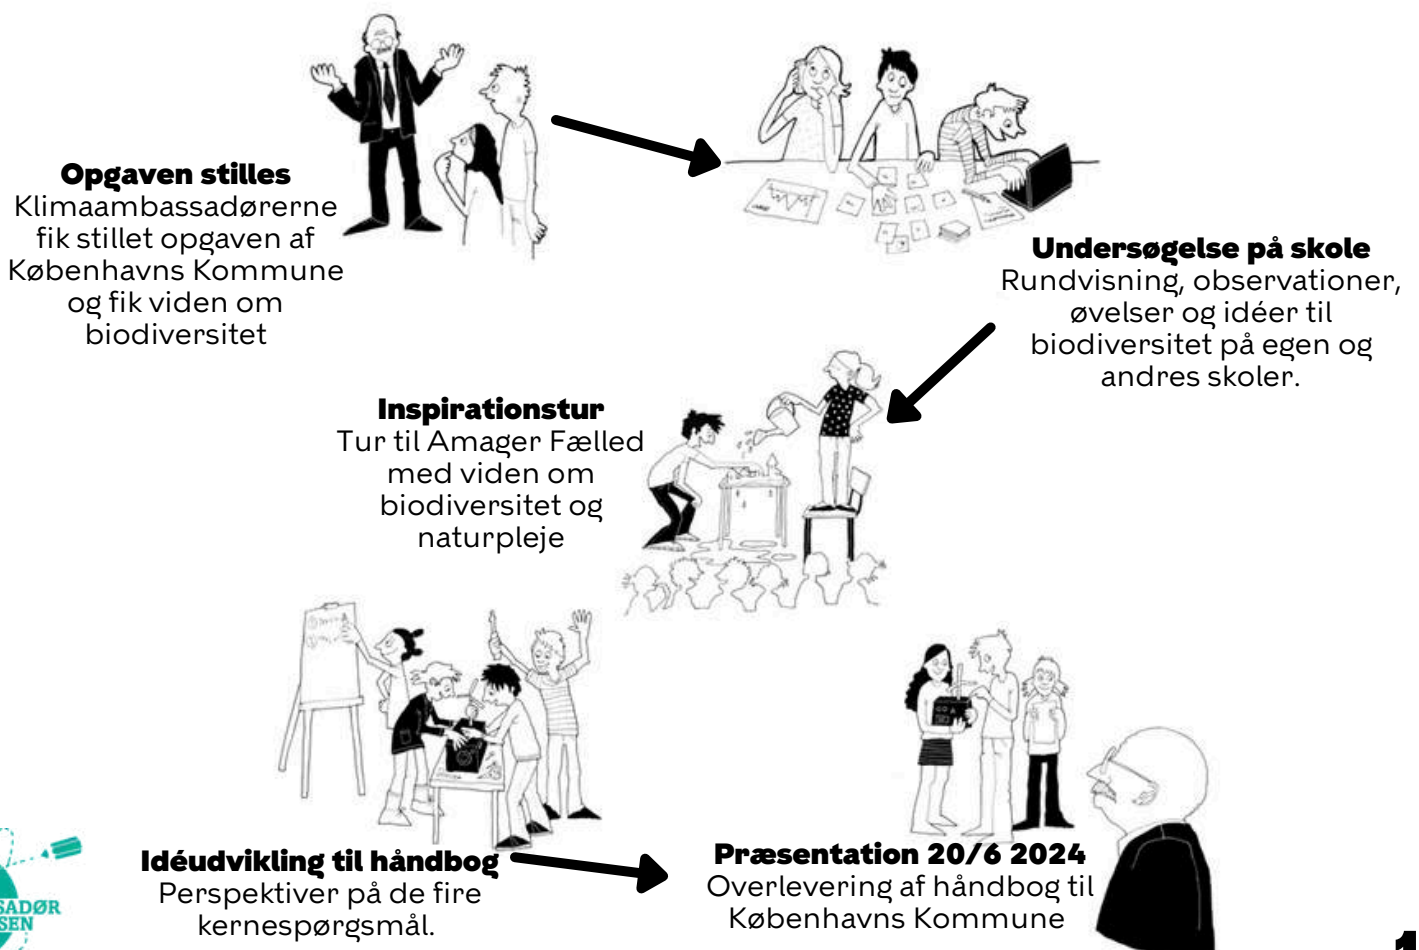 Opgaven stilles
Klimaambassadørerne
fik stillet opgaven af
Københavns Kommune
og fik viden om
biodiversitet
Undersøgelse på skole
Rundvisning, observationer,
øvelser og idéer til
biodiversitet på egen og
andres skoler.
Inspirationstur
Tur til Amager Fælled
med viden om
biodiversitet og
naturpleje
Idéudvikling til håndbog
Perspektiver på de fire
kernespørgsmål.
Præsentation 20/6 2024
Overlevering af håndbog til
Københavns Kommune